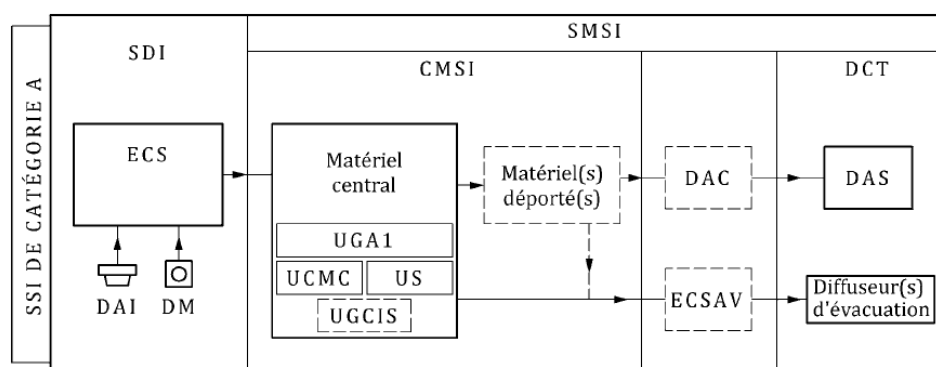 SSI DE CATÉGORIE A
SDI
SMSI
CMSI
DCT
ECS
DAI
DM
Matériel
central
UGA1
UCMC
US
UGCIS
Matériel(s)
déporté(s)
DAC
DAS
ECSAV
Diffuseur(s)
d'évacuation